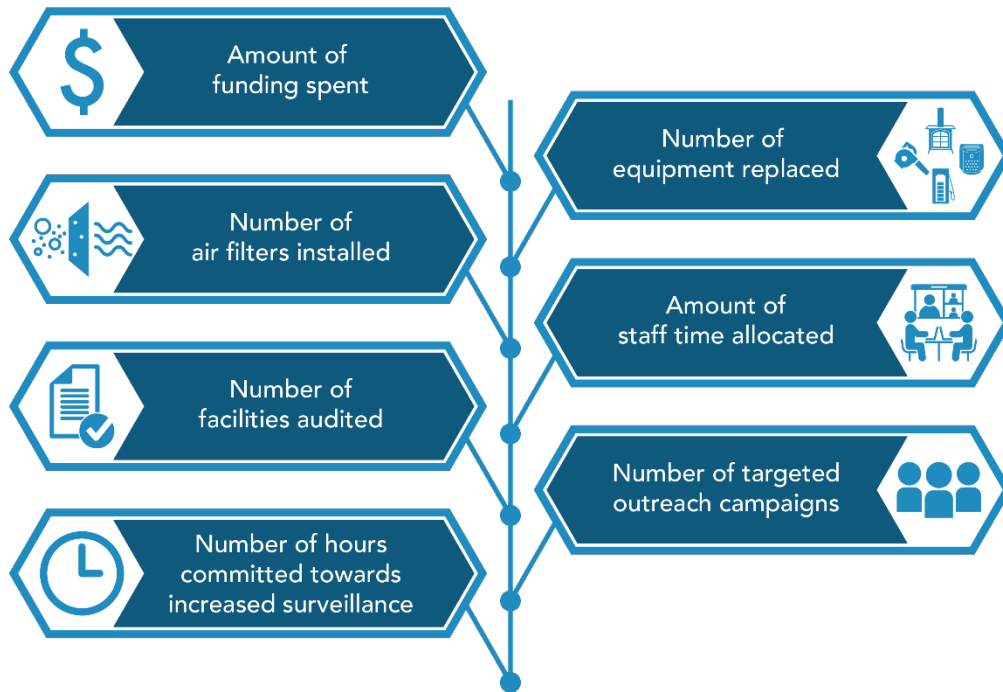 Amount of
funding spent
Number of
equipment replaced
Number of
air filters installed
Amount of
staff time allocated
Number of
facilities audited
Number of targeted
outreach campaigns
Number of hours
committed towards
increased surveillance